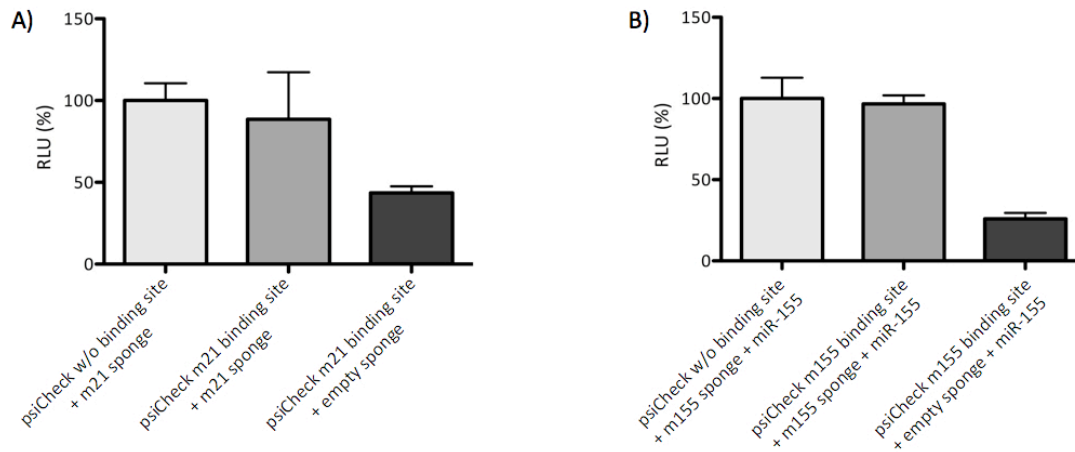 A)
150
100
50
0
RLU (%)
psiCheck w/o binding site
+ m21 sponge
psiCheck m21 binding site
+ m21 sponge
psiCheck m21 binding site
+ empty sponge
B)
150
100
50
0
RLU (%)
psiCheck w/o binding site
+ m155 sponge + miR-155
psiCheck m155 binding site
+ m155 sponge + miR-155
psiCheck m155 binding site
+ empty sponge + miR-155